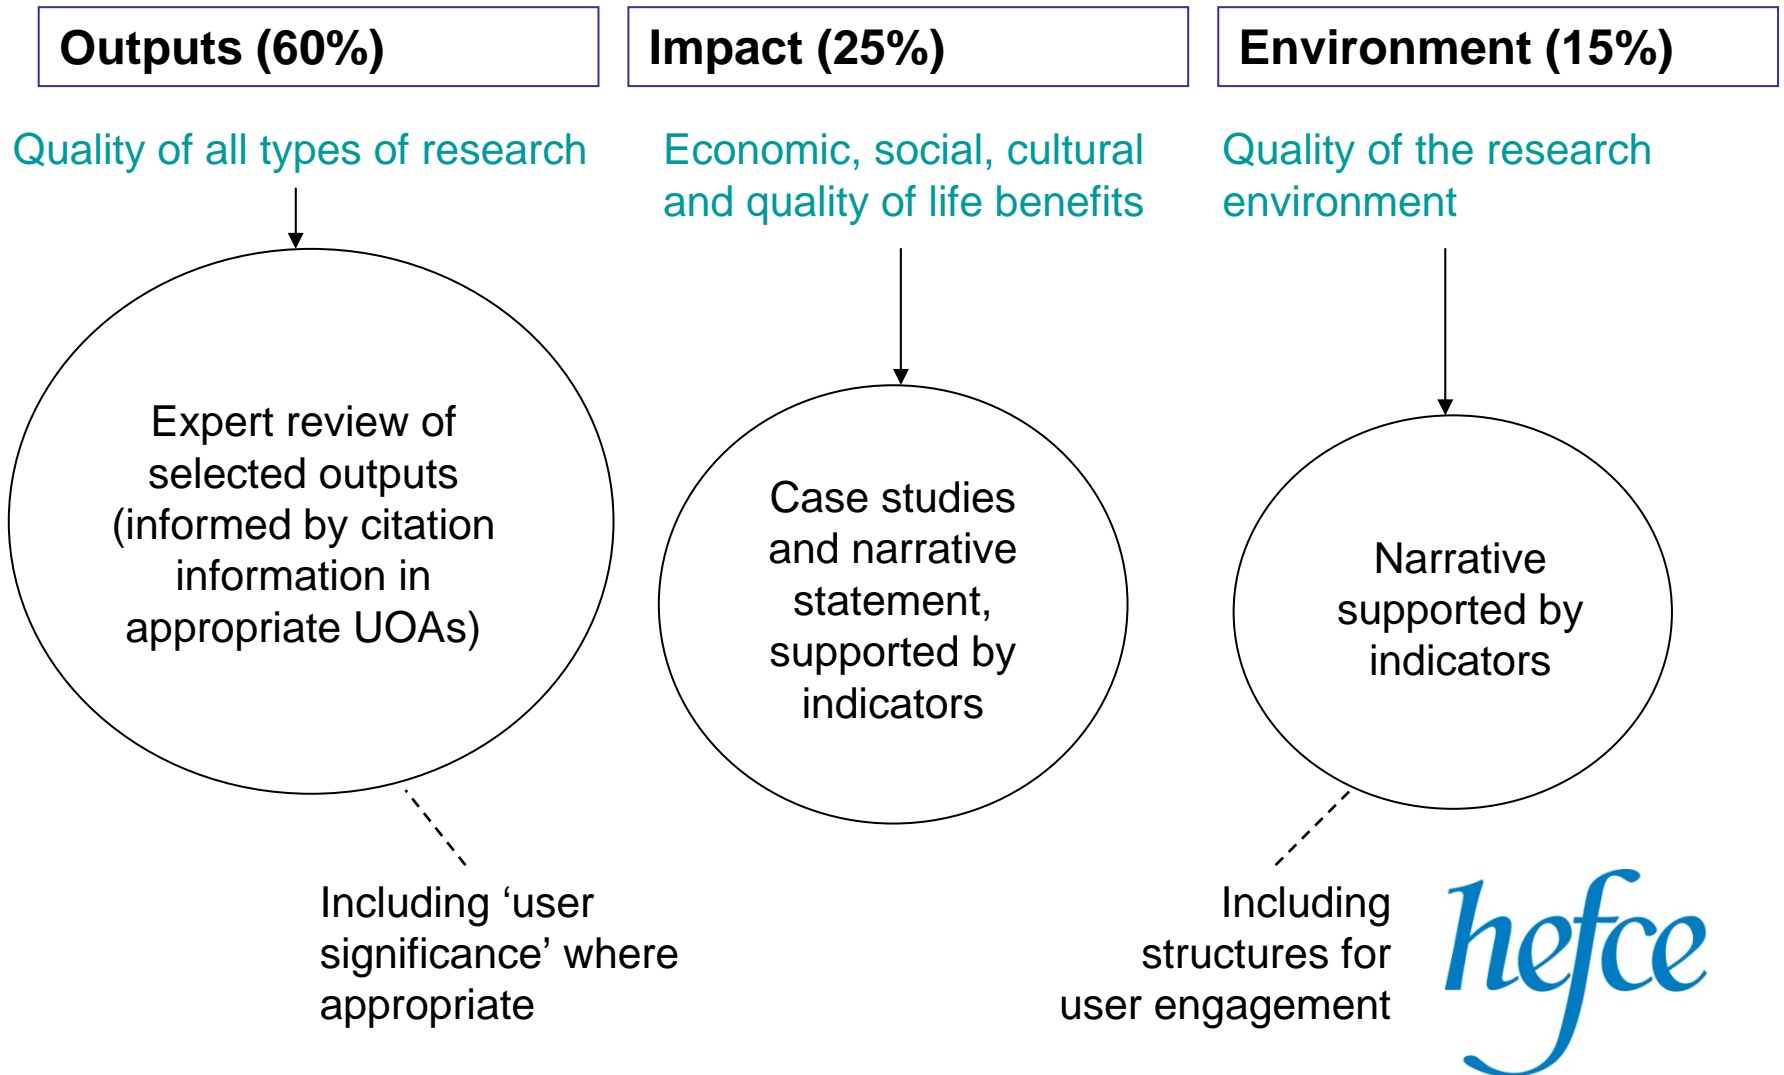 Outputs (60%)
Quality of all types of research
Expert review of
selected outputs
(informed by citation
information in
appropriate UOAs)
Including ‘user
significance’ where
appropriate
Impact (25%)
Economic, social, cultural
and quality of life benefits
Case studies
and narrative
statement,
supported by
indicators
Environment (15%)
Quality of the research
environment
Narrative
supported by
indicators
Including
structures for
user engagement
hefce